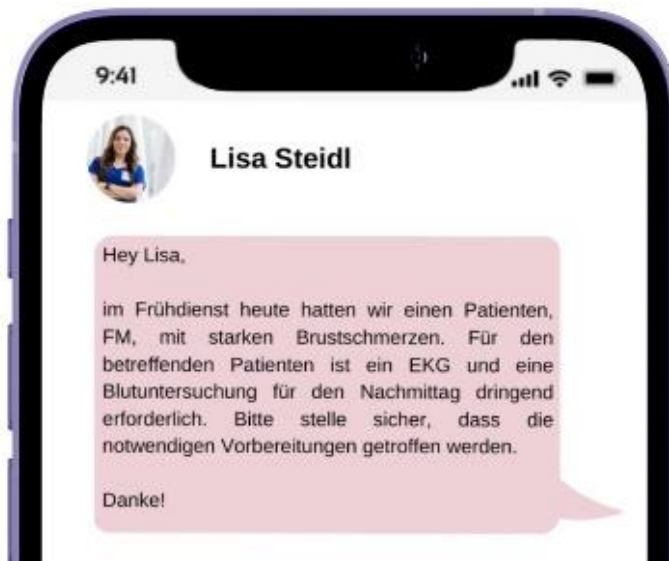 9:41
Lisa Steidl
Hey Lisa,
im Frühdienst heute hatten wir einen Patienten,
FM, mit starken Brustschmerzen. Für den
betreffenden Patienten ist ein EKG und eine
Blutuntersuchung für den Nachmittag dringend
erforderlich. Bitte stelle sicher, dass die
notwendigen Vorbereitungen getroffen werden.
Danke!